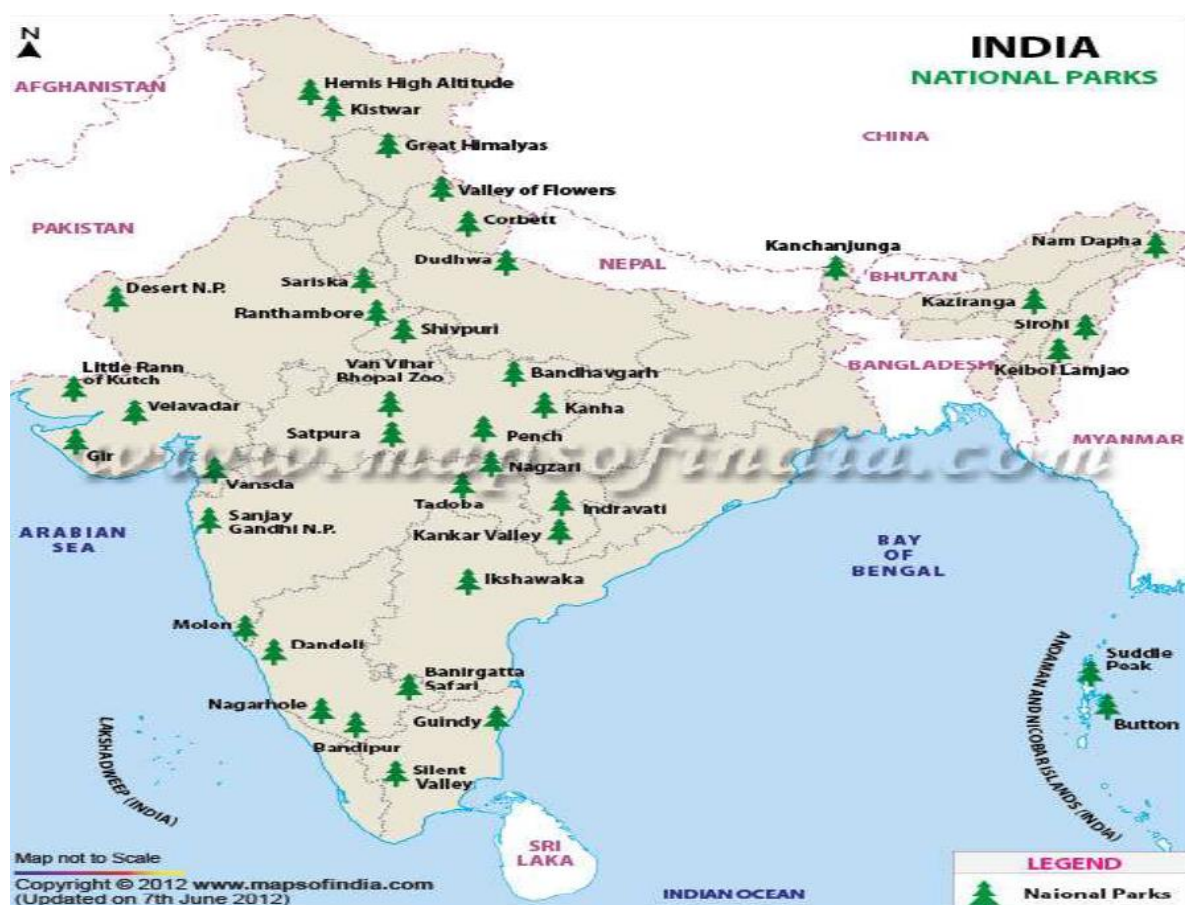 N
INDIA
NATIONAL PARKS
AFGHANISTAN
Hemis High Altitude
Kistwar
CHINA
Great Himalyas
Valley of Flowers
PAKISTAN
Corbett
Dudhwa
NEPAL
Kanchanjunga
Nam Dapha
BHUTAN
Sariska
Desert N.P.
Kaziranga
Ranthambore
Shivpuri
Sirohi
Little Rann
of Kutch
Van Vihar
Bhopal Zoo
Bandhavgarh
BANGLADESH
Keibol Lamjao
Velavadar
Kanha
Satpura
Pench
MYANMAR
Gir
www.mapsofindia.com
Nagzari
Vansda
Tadoba
Indravati
Sanjay
Gandhi N.P.
Kankar Valley
ARABIAN
SEA
BAY
OF
BENGAL
Ikshawaka
Molen
Dandeli
Banirgatta
Safari
Suddle
Peak
Nagarhole
Guindy
Button
Bandipur
Silent
Valley
LAKSHADWEEP (INDIA)
ANDAMAN AND NICOBAR ISLANDS (INDIA)
SRI
LAKA
Map not to Scale
Copyright © 2012 www.mapsofindia.com
(Updated on 7th June 2012)
INDIAN OCEAN
LEGEND
Naional Parks